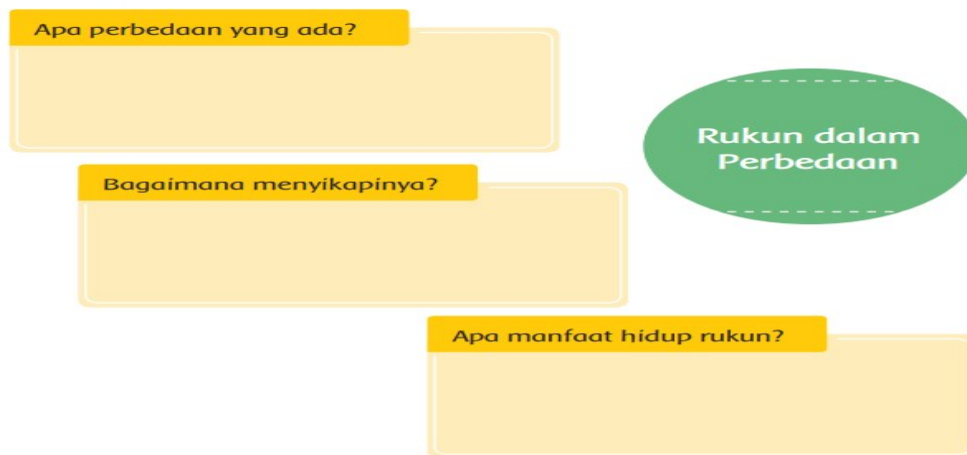 Apa perbedaan yang ada?
Rukun dalam
Perbedaan
Bagaimana menyikapinya?
Apa manfaat hidup rukun?